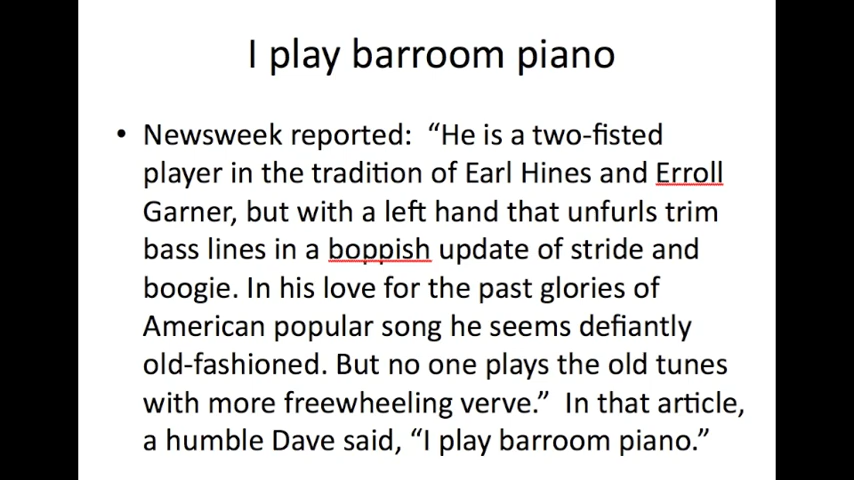 I play barroom piano
• Newsweek reported:  “He is a two-fisted
player in the tradition of Earl Hines and Erroll
Garner, but with a left hand that unfurls trim
bass lines in a boppish update of stride and
boogie. In his love for the past glories of
American popular song he seems defiantly
old-fashioned. But no one plays the old tunes
with more freewheeling verve.”  In that article,
a humble Dave said, “I play barroom piano.”